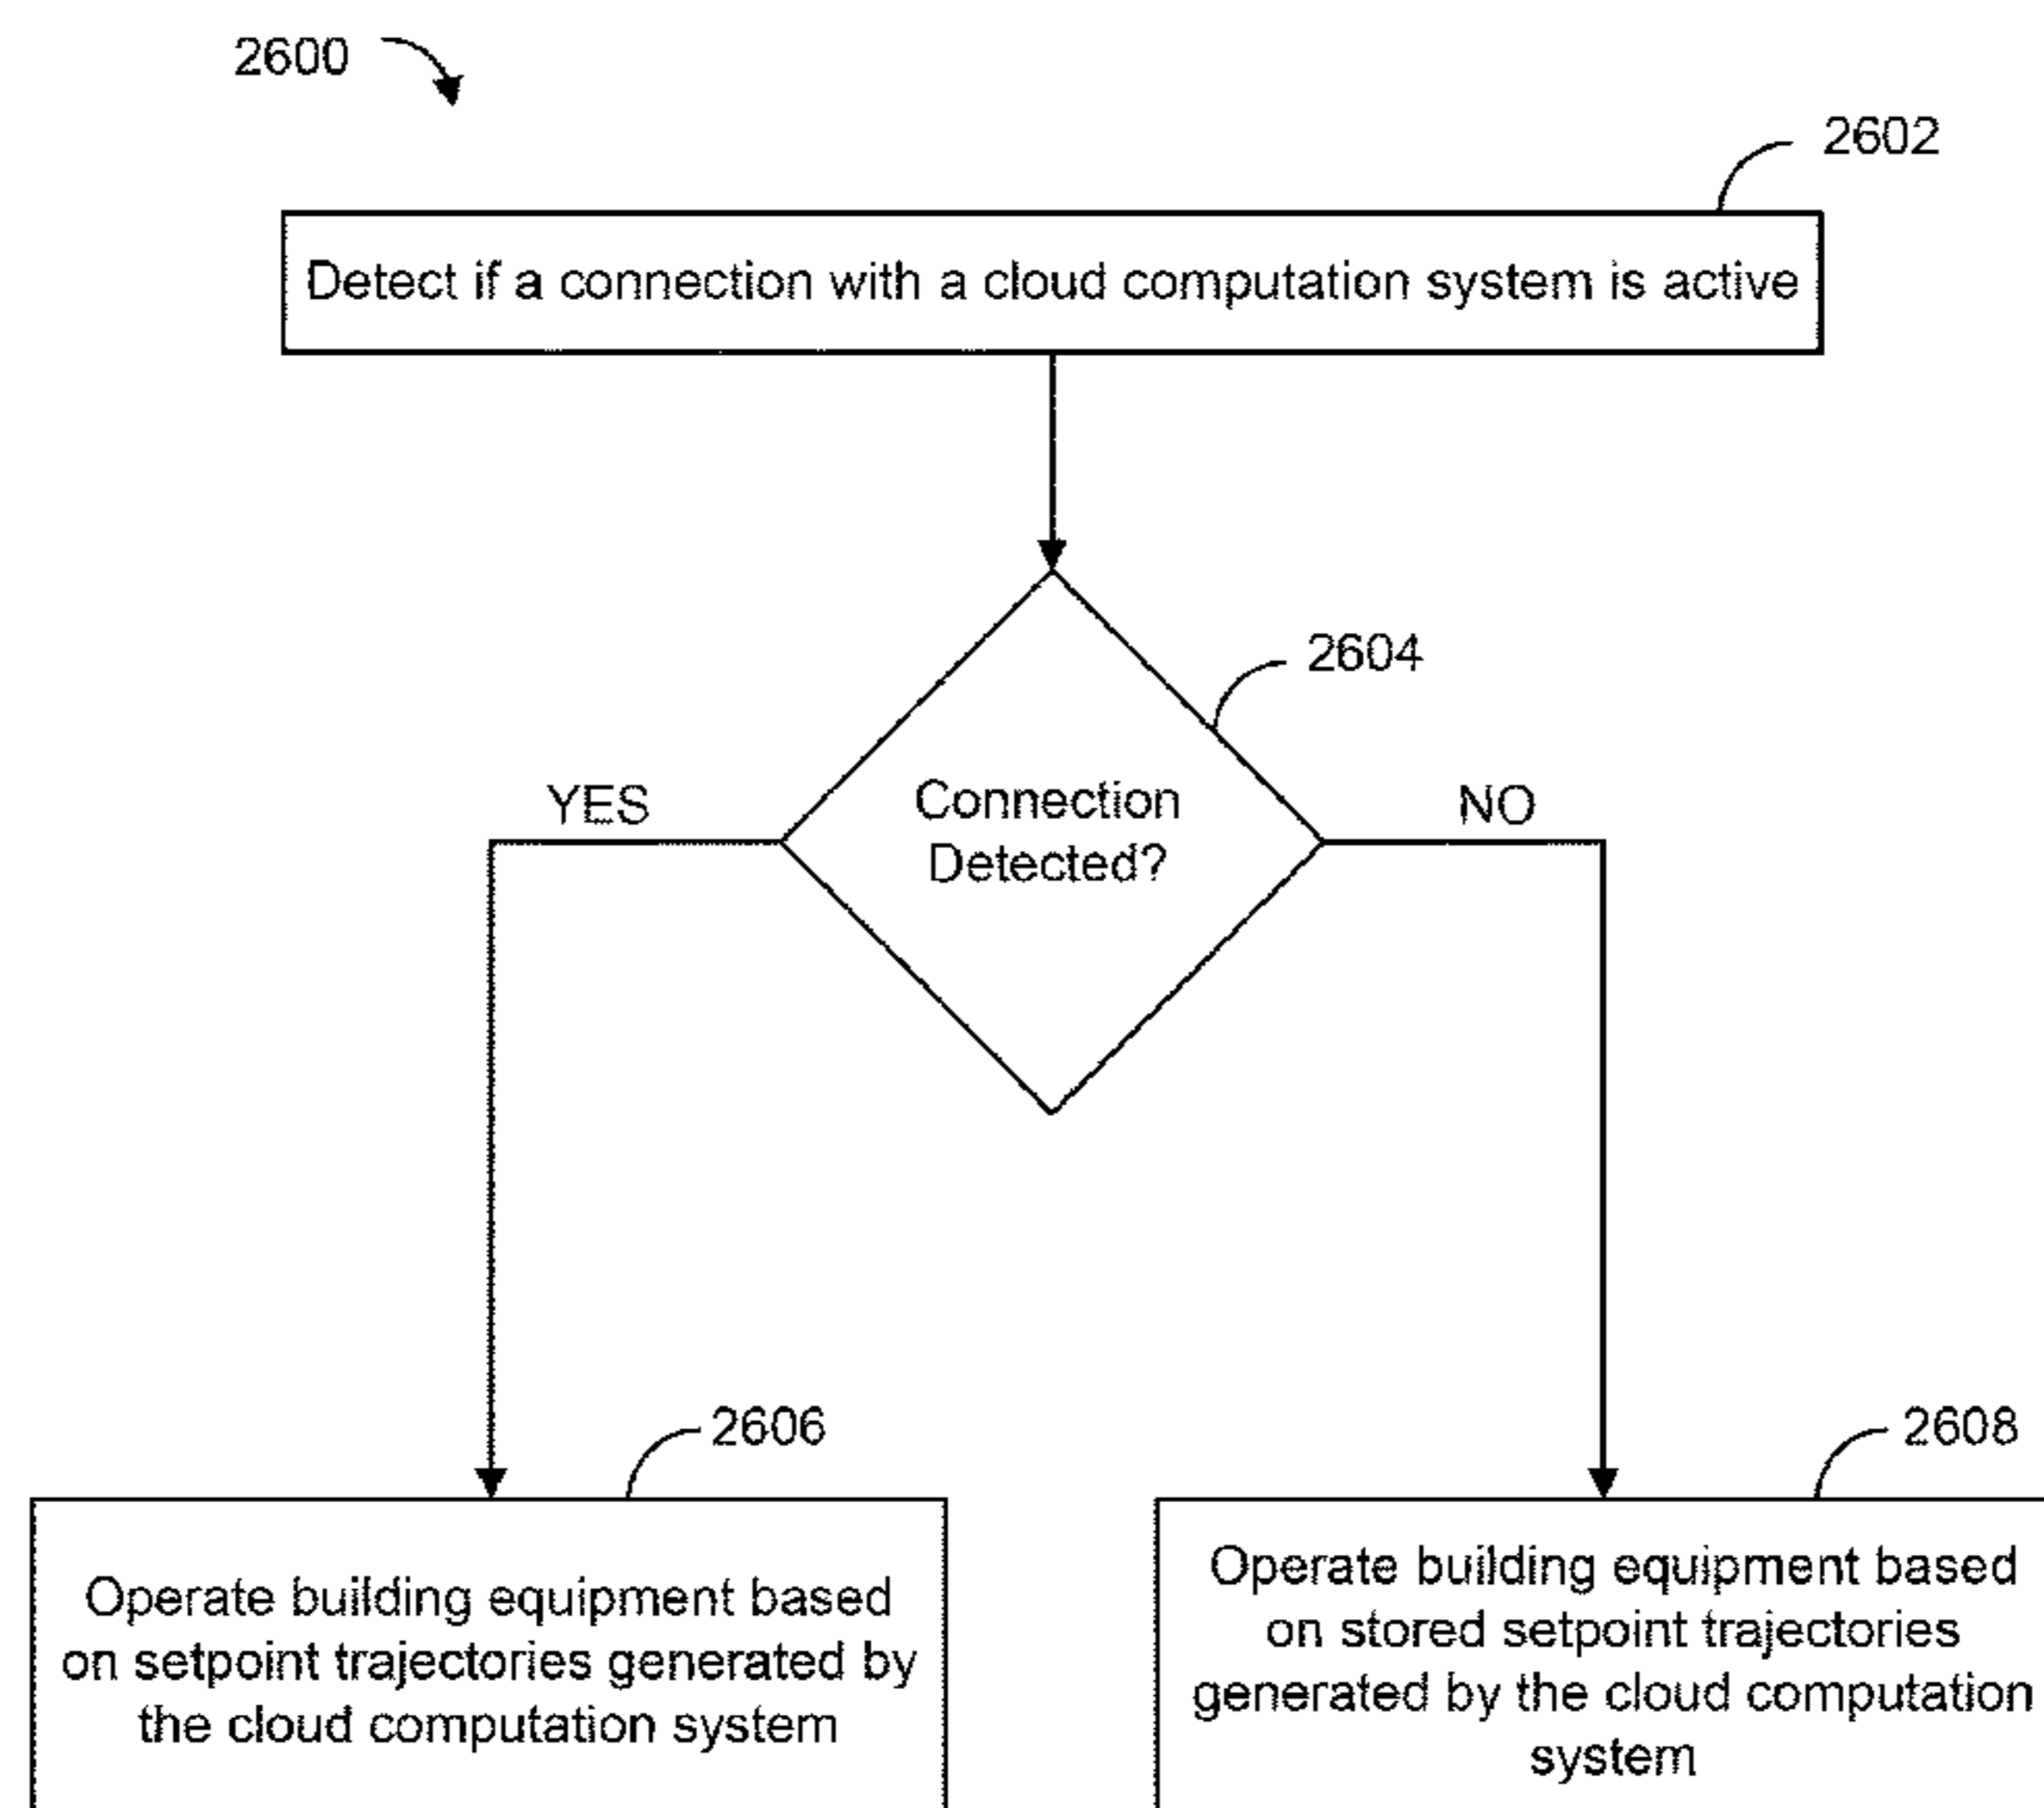 2600
2602
Detect if a connection with a cloud computation system is active
2604
Connection
Detected?
YES
NO
2606
2608
Operate building equipment based
on setpoint trajectories generated by
the cloud computation system
Operate building equipment based
on stored setpoint trajectories
generated by the cloud computation
system